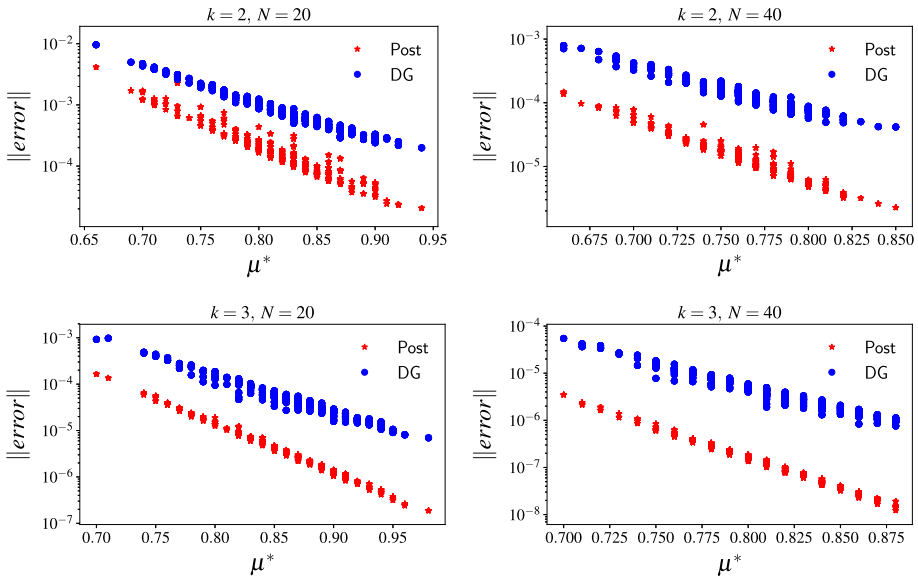 k = 2, N = 20
10⁻²
10⁻³
10⁻⁴
||error||
Post
DG
0.65 0.70 0.75 0.80 0.85 0.90 0.95
μ*
k = 2, N = 40
10⁻³
10⁻⁴
10⁻⁵
||error||
Post
DG
0.675 0.700 0.725 0.750 0.775 0.800 0.825 0.850
μ*
k = 3, N = 20
10⁻³
10⁻⁴
10⁻⁵
10⁻⁶
10⁻⁷
||error||
Post
DG
0.70 0.75 0.80 0.85 0.90 0.95
μ*
k = 3, N = 40
10⁻⁴
10⁻⁵
10⁻⁶
10⁻⁷
10⁻⁸
||error||
Post
DG
0.700 0.725 0.750 0.775 0.800 0.825 0.850 0.875
μ*